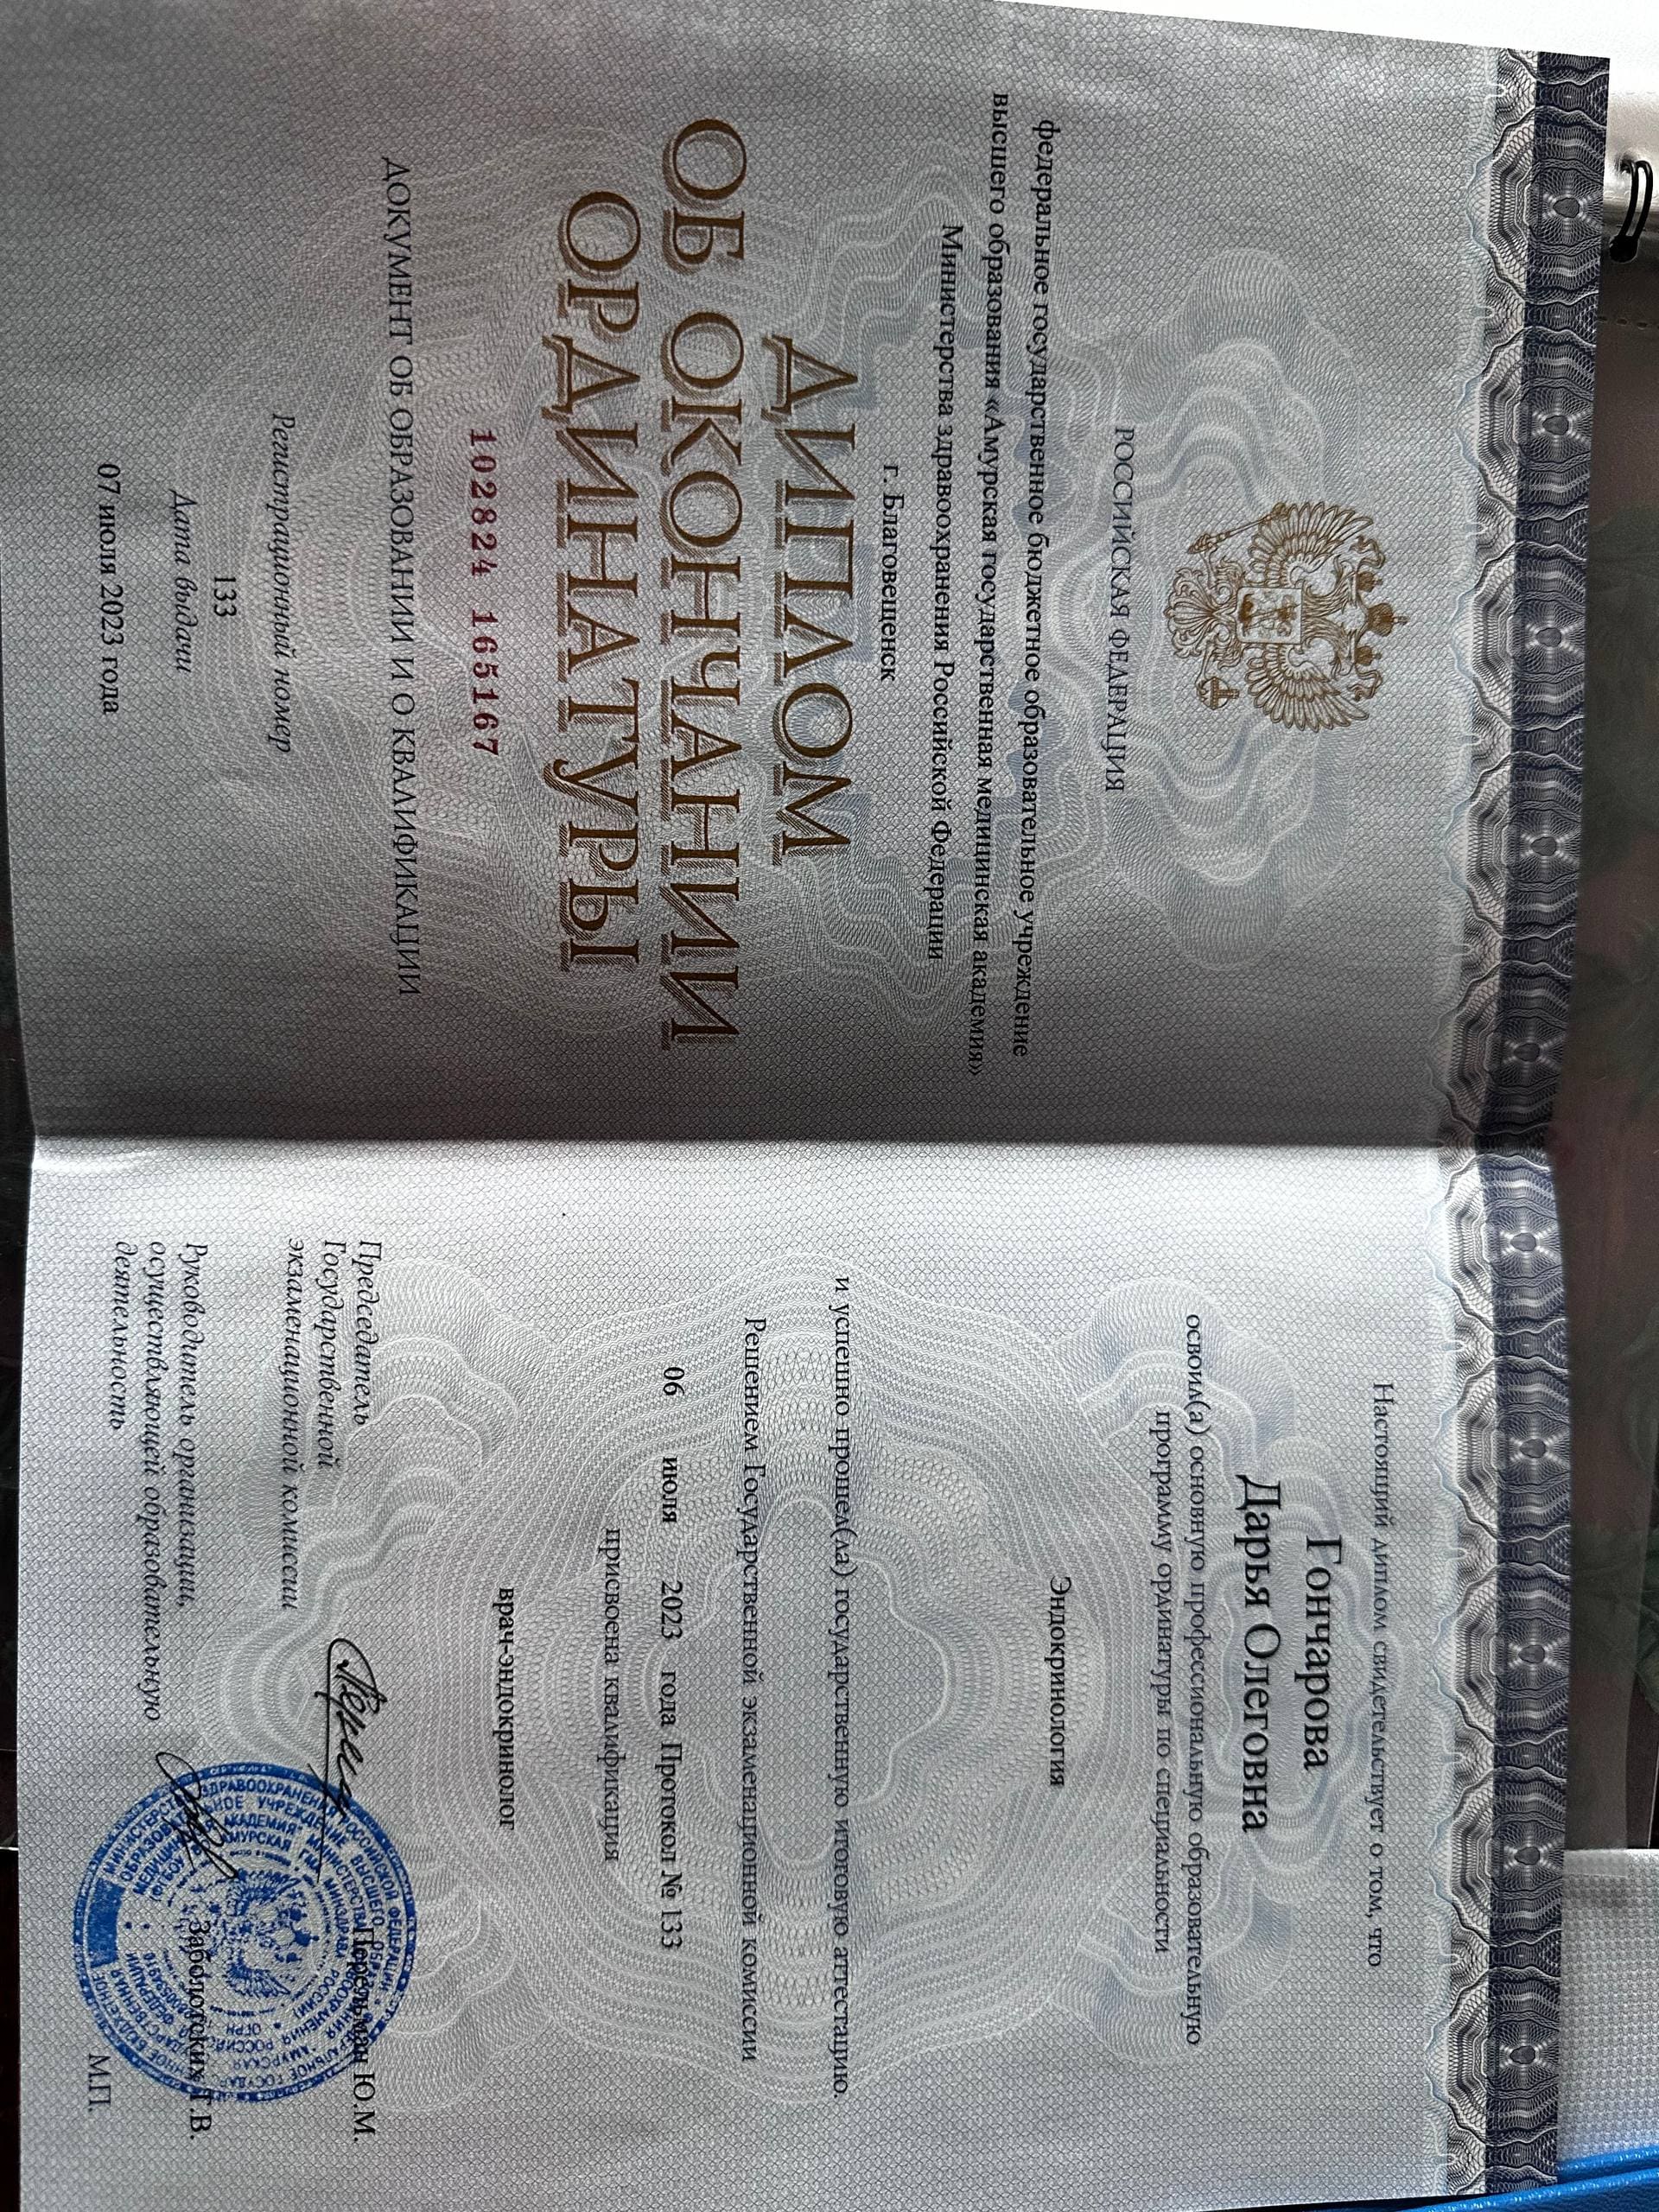 РОССИЙСКАЯ ФЕДЕРАЦИЯ
федеральное государственное бюджетное образовательное учреждение
высшего образования «Амурская государственная медицинская академия»
Министерства здравоохранения Российской Федерации
г. Благовещенск
ДИПЛОМ
ОБ ОКОНЧАНИИ
ОРДИНАТУРЫ
102824 165167
ДОКУМЕНТ ОБ ОБРАЗОВАНИИ И О КВАЛИФИКАЦИИ
Регистрационный номер
133
Дата выдачи
07 июля 2023 года
Настоящий диплом свидетельствует о том, что
Гончарова
Дарья Олеговна
освоил(а) основную профессиональную образовательную
программу ординатуры по специальности
Эндокринология
и успешно прошел(ла) государственную итоговую аттестацию.
Решением Государственной экзаменационной комиссии
06 июля 2023 года Протокол № 133
присвоена квалификация
врач-эндокринолог
Председатель
Государственной
экзаменационной комиссии
Перельман Ю.М.
Руководитель организации,
осуществляющей образовательную
деятельность
Заболотских Т.В.
М.П.